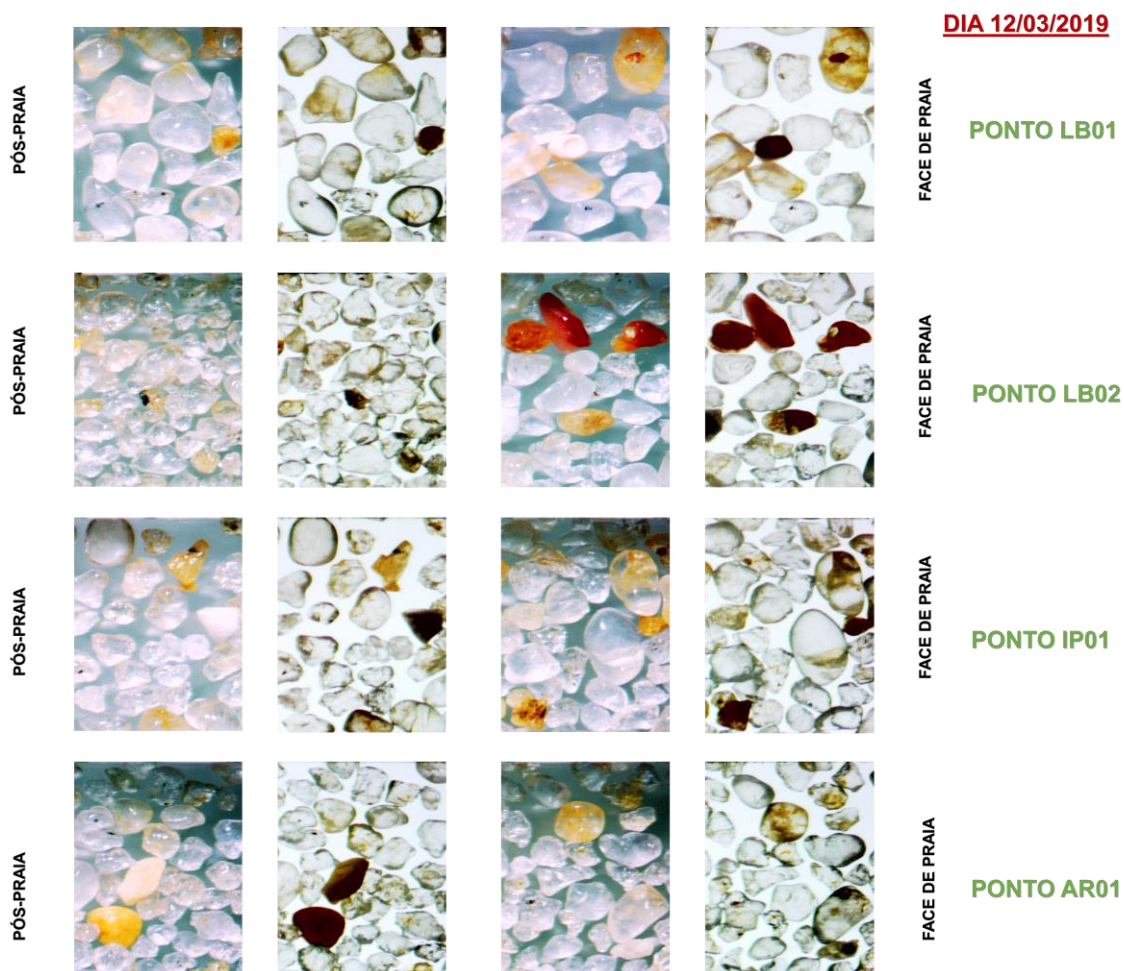 DIA 12/03/2019
PÓS-PRAIA
FACE DE PRAIA
PONTO LB01
PÓS-PRAIA
FACE DE PRAIA
PONTO LB02
PÓS-PRAIA
FACE DE PRAIA
PONTO IP01
PÓS-PRAIA
FACE DE PRAIA
PONTO AR01